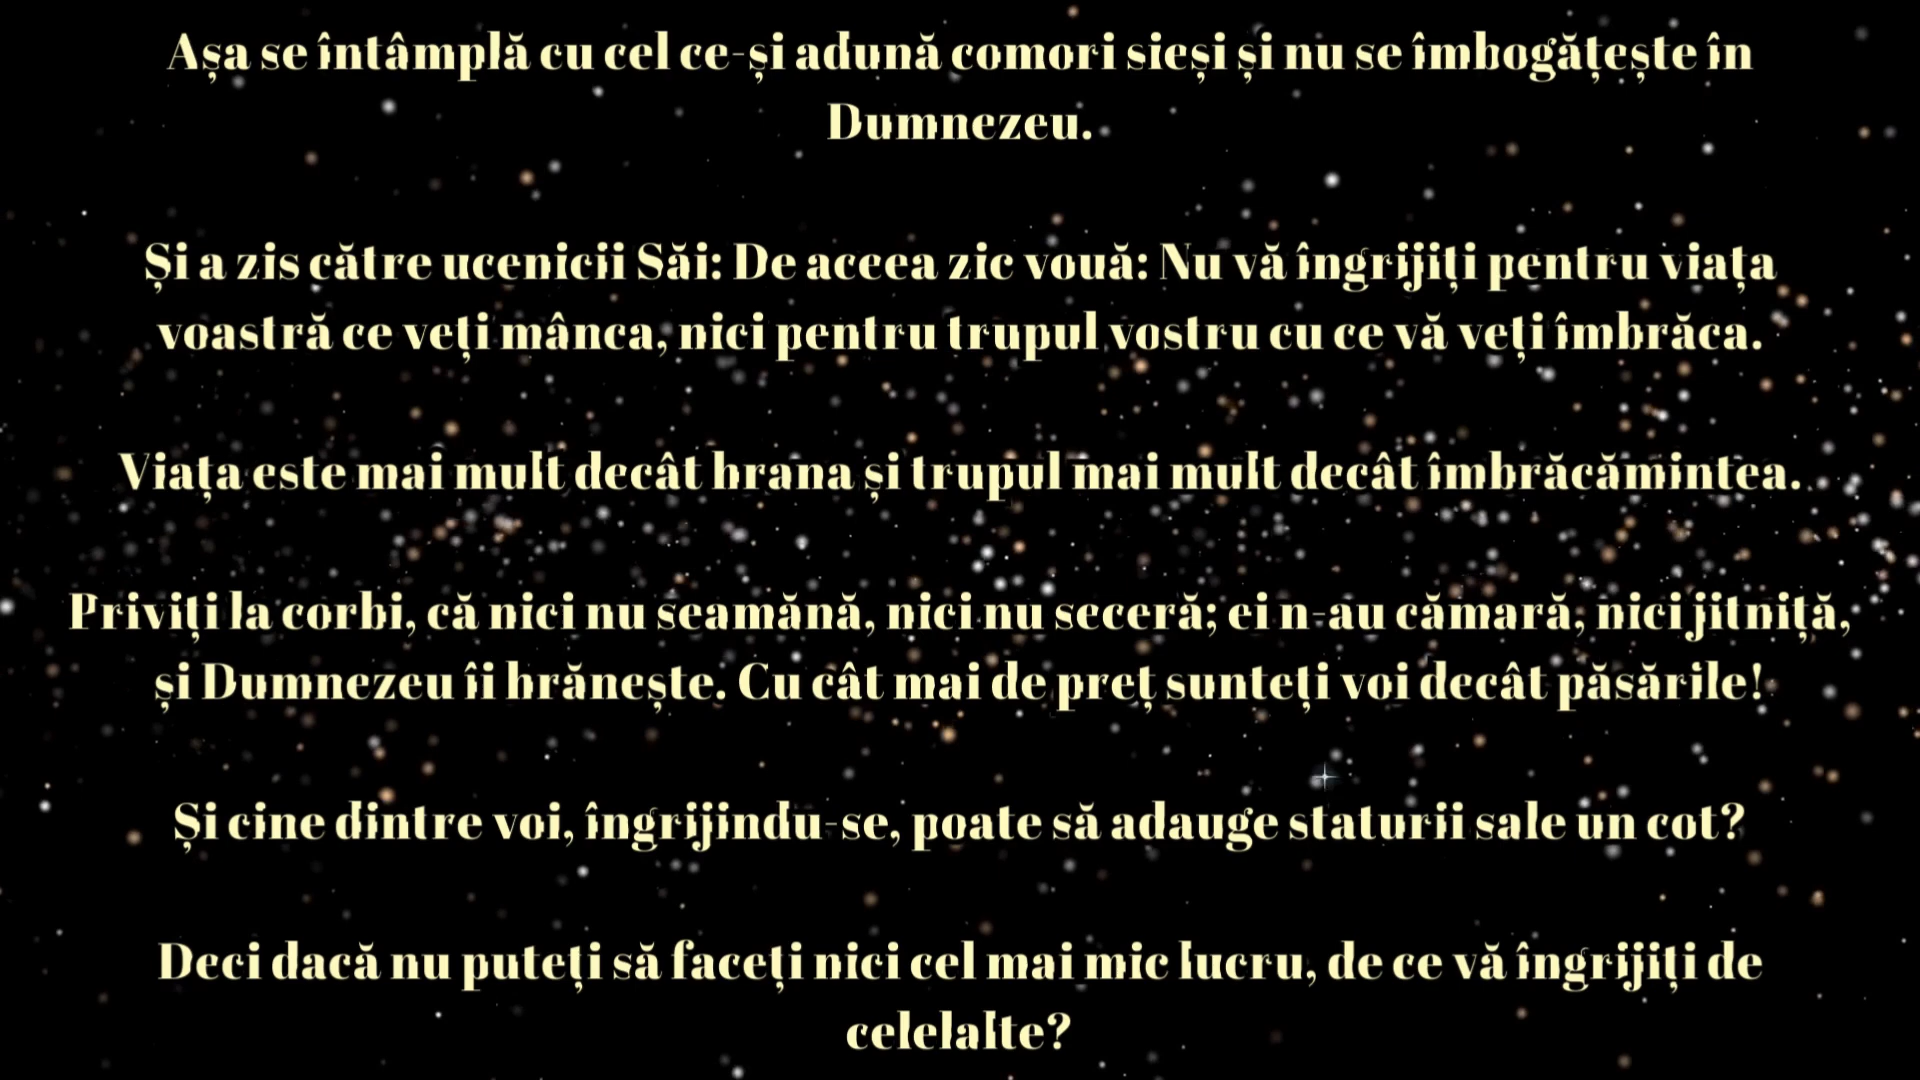 Așa se întâmplă cu cel ce-și adună comori sieși și nu se îmbogățește în
Dumnezeu.
Și a zis către ucenicii Săi: De aceea zic vouă: Nu vă îngrijiți pentru viața
voastră ce veți mânca, nici pentru trupul vostru cu ce vă veți îmbrăca.
Viața este mai mult decât hrana și trupul mai mult decât îmbrăcămintea.
Priviți la corbi, că nici nu seamănă, nici nu seceră; ei n-au cămară, nici jitniță,
și Dumnezeu îi hrănește. Cu cât mai de preț sunteți voi decât păsările!
Și cine dintre voi, îngrijindu-se, poate să adauge staturii sale un cot?
Deci dacă nu puteți să faceți nici cel mai mic lucru, de ce vă îngrijiți de
celelalte?